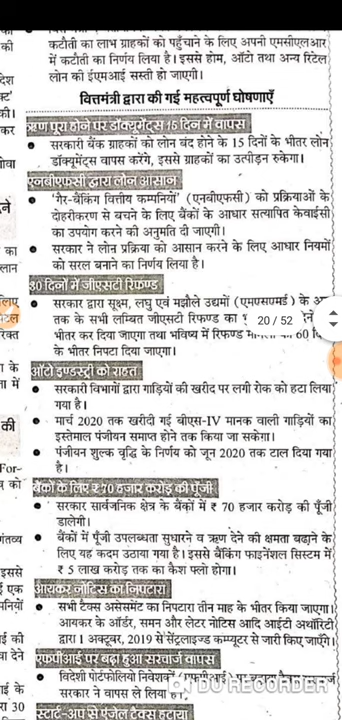 कटौती का लाभ ग्राहकों को पहुँचाने के लिए अपनी एमसीएलआर
की
में कटौती का निर्णय लिया है। इससे होम, ऑटो तथा अन्य रिटेल
लोन की ईएमआई सस्ती हो जाएगी।
वित्तमंत्री द्वारा की गई महत्वपूर्ण घोषणाएँ
ऋण पूरा होने पर डॉक्यूमेंट्स 15 दिन में वापस
● सरकारी बैंक ग्राहकों को लोन बंद होने के 15 दिनों के भीतर लोन
डॉक्यूमेंट्स वापस करेंगे, इससे ग्राहकों का उत्पीड़न रुकेगा।
एनबीएफसी द्वारा लोन आसान
● 'गैर-बैंकिंग वित्तीय कम्पनियों' (एनबीएफसी) को प्रक्रियाओं के
दोहरीकरण से बचने के लिए बैंकों के आधार सत्यापित केवाईसी
का उपयोग करने की अनुमति दी जाएगी।
● सरकार ने लोन प्रक्रिया को आसान करने के लिए आधार नियमों
को सरल बनाने का निर्णय लिया है।
30 दिनों में जीएसटी रिफण्ड
● सरकार द्वारा सूक्ष्म, लघु एवं मझौले उद्यमों (एमएसएमई) के
तक के सभी लम्बित जीएसटी रिफण्ड का 20 / 52
भीतर कर दिया जाएगा तथा भविष्य में रिफण्ड 60
के भीतर निपटा दिया जाएगा।
ऑटो इण्डस्ट्री को राहत
● सरकारी विभागों द्वारा गाड़ियों की खरीद पर लगी रोक को हटा लिया
गया है।
● मार्च 2020 तक खरीदी गई बीएस-IV मानक वाली गाड़ियों का
इस्तेमाल पंजीयन समाप्त होने तक किया जा सकेगा।
● पंजीयन शुल्क वृद्धि के निर्णय को जून 2020 तक टाल दिया गया
है।
For-
बैंकों के लिए ₹ 70 हजार करोड़ की पूँजी
● सरकार सार्वजनिक क्षेत्र के बैंकों में ₹ 70 हजार करोड़ की पूँजी
डालेगी।
● बैंकों में पूँजी उपलब्धता सुधारने व ऋण देने की क्षमता बढ़ाने के
लिए यह कदम उठाया गया है। इससे बैंकिंग फाइनेंशियल सिस्टम में
₹ 5 लाख करोड़ तक का कैश फ्लो होगा।
आयकर नोटिस का निपटारा
● सभी टैक्स असेसमेंट का निपटारा तीन माह के भीतर किया जाएगा।
आयकर के ऑर्डर, समन और लेटर नोटिस आदि आईटी अथॉरिटी
द्वारा 1 अक्टूबर, 2019 से सेंट्रलाइज्ड कम्प्यूटर से जारी किए जाएँगे।
एफपीआई पर बढ़ा हुआ सरचार्ज वापस
● विदेशी पोर्टफोलियो निवेशकों
सरकार ने वापस ले लिया है।
DU RECORDER
स्टार्ट-अप से एंजेल टैक्स हटाया